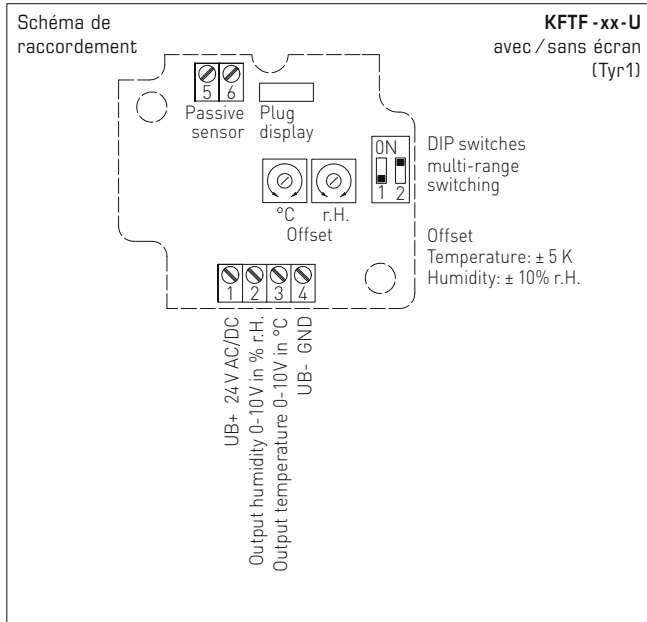 Schéma de
raccordement
KFTF - xx - U
avec / sans écran
(Tyr1)
5 6
Passive
sensor
Plug
display
ON
1 2
DIP switches
multi-range
switching
°C
r.H.
Offset
Offset
Temperature: ± 5 K
Humidity: ± 10% r.H.
1 2 3 4
UB+ 24V AC/DC
Output humidity 0-10V in % r.H.
Output temperature 0-10V in °C
UB- GND